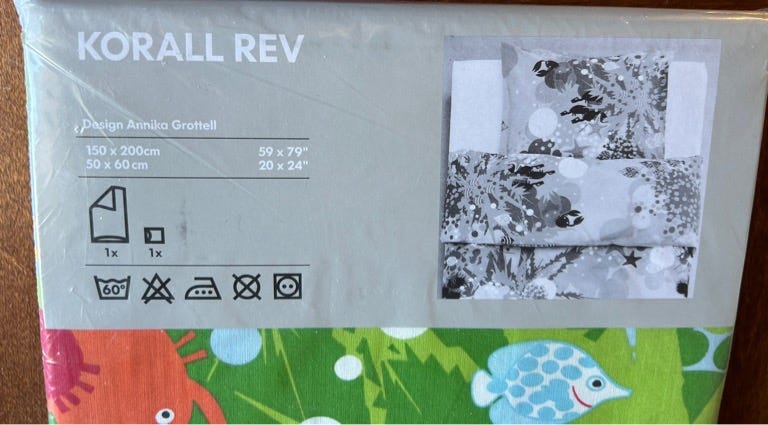 KORALL REV
Design Annika Grottell
150 x 200cm 59 x 79"
50 x 60cm 20 x 24"
1x 1x
60°